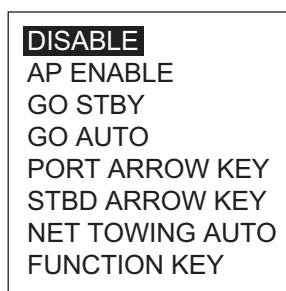 DISABLE
AP ENABLE
GO STBY
GO AUTO
PORT ARROW KEY
STBD ARROW KEY
NET TOWING AUTO
FUNCTION KEY